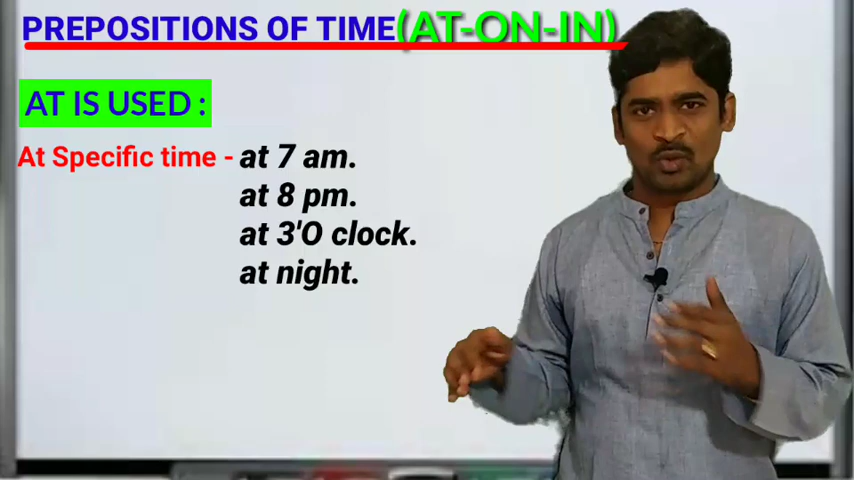 PREPOSITIONS OF TIME(AT-ON-IN)
AT IS USED :
At Specific time - at 7 am.
at 8 pm.
at 3'O clock.
at night.